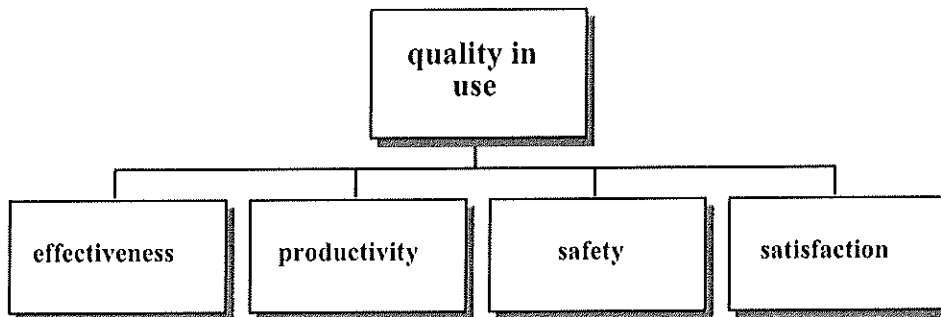 quality in
use
effectiveness
productivity
safety
satisfaction